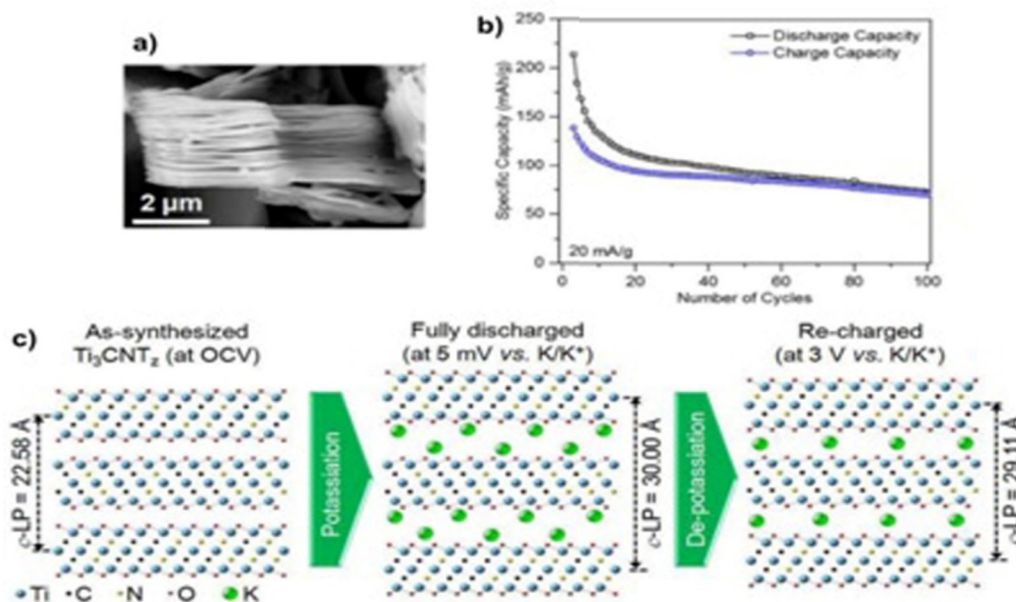 a)
2 µm
b)
Discharge Capacity
Charge Capacity
Specific Capacity (mAh/g)
250
200
150
100
50
0
20 mA/g
0
20
40
60
80
100
Number of Cycles
c)
As-synthesized
Ti₃CNT₂ (at OCV)
Fully discharged
(at 5 mV vs. K/K⁺)
Re-charged
(at 3 V vs. K/K⁺)
c-LP = 22.58 Å
Potassiation
c-LP = 30.00 Å
De-potassiation
c-LP = 29.11 Å
Ti
C
N
O
K